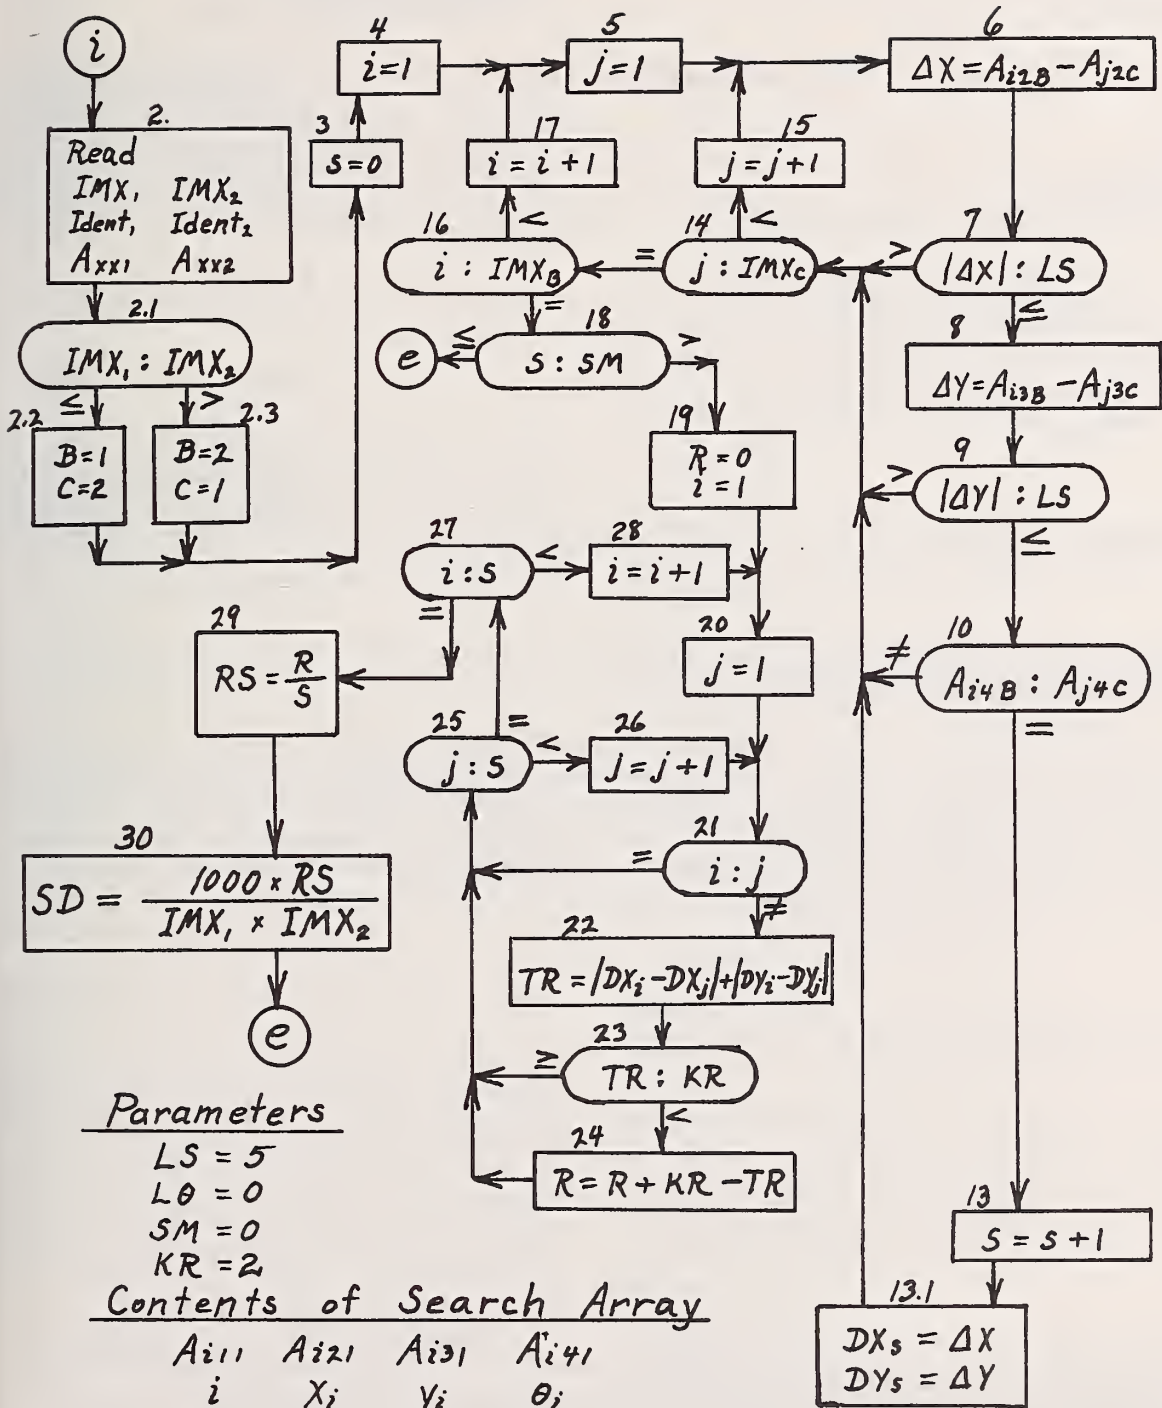 i
2.
Read
IMX₁ IMX₂
Ident₁ Ident₂
Axx1 Axx2
2.1
IMX₁ : IMX₂
≤ >
2.2
B=1
C=2
2.3
B=2
C=1
3
S=0
4
i=1
5
j=1
6
ΔX = Ai2B − Aj2C
17
i = i + 1
<
15
j = j + 1
<
16
i : IMXB
=
=
14
j : IMXC
7
|ΔX| : LS
>
≤
8
ΔY = Ai3B − Aj3C
9
|ΔY| : LS
>
≤
10
Ai4B : Aj4C
≠
=
13
S = S + 1
13.1
DXs = ΔX
DYs = ΔY
18
S : SM
≤
>
e
19
R = 0
i = 1
20
j = 1
21
i : j
=
≠
22
TR = |DXi − DXj| + |DYi − DYj|
23
TR : KR
≥
<
24
R = R + KR − TR
25
j : S
=
<
26
j = j + 1
27
i : S
<
=
28
i = i + 1
29
RS = R/S
30
SD = 1000 × RS / IMX₁ × IMX₂
e
Parameters
LS = 5
Lθ = 0
SM = 0
KR = 2
Contents of Search Array
Ai11 Ai21 Ai31 Ai41
i Xi Yi θi